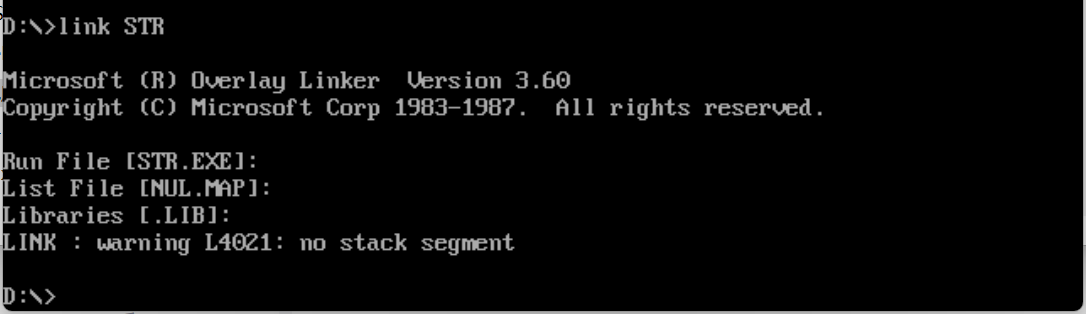 D:\>link STR
Microsoft (R) Overlay Linker  Version 3.60
Copyright (C) Microsoft Corp 1983-1987.  All rights reserved.
Run File [STR.EXE]:
List File [NUL.MAP]:
Libraries [.LIB]:
LINK : warning L4021: no stack segment
D:\>